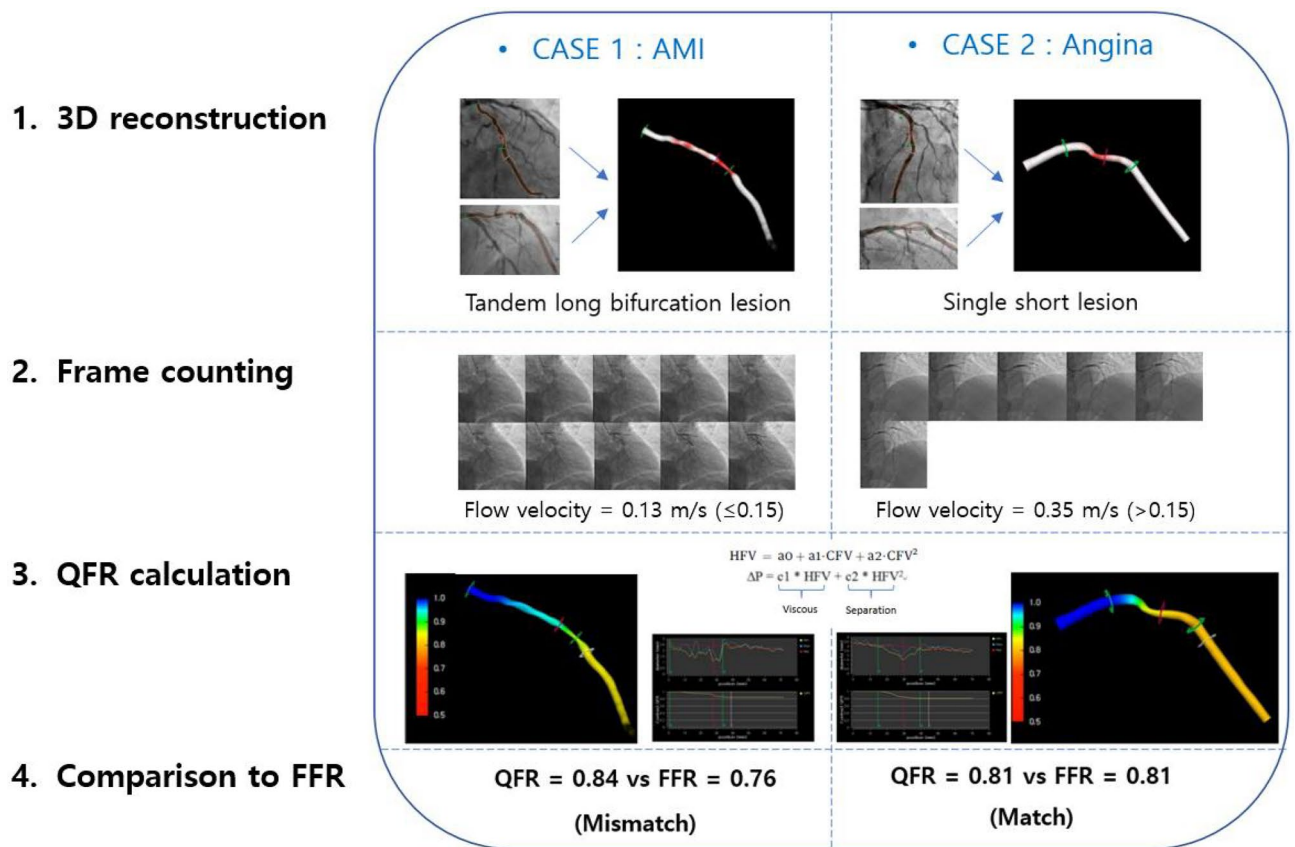 • CASE 1 : AMI
• CASE 2 : Angina
1. 3D reconstruction
Tandem long bifurcation lesion
Single short lesion
2. Frame counting
Flow velocity = 0.13 m/s (≤0.15)
Flow velocity = 0.35 m/s (>0.15)
3. QFR calculation
HFV = a0 + a1·CFV + a2·CFV²
ΔP = c1 * HFV + c2 * HFV²
Viscous
Separation
1.0
0.9
0.8
0.7
0.6
0.5
1.0
0.9
0.8
0.7
0.6
0.5
4. Comparison to FFR
QFR = 0.84 vs FFR = 0.76
(Mismatch)
QFR = 0.81 vs FFR = 0.81
(Match)